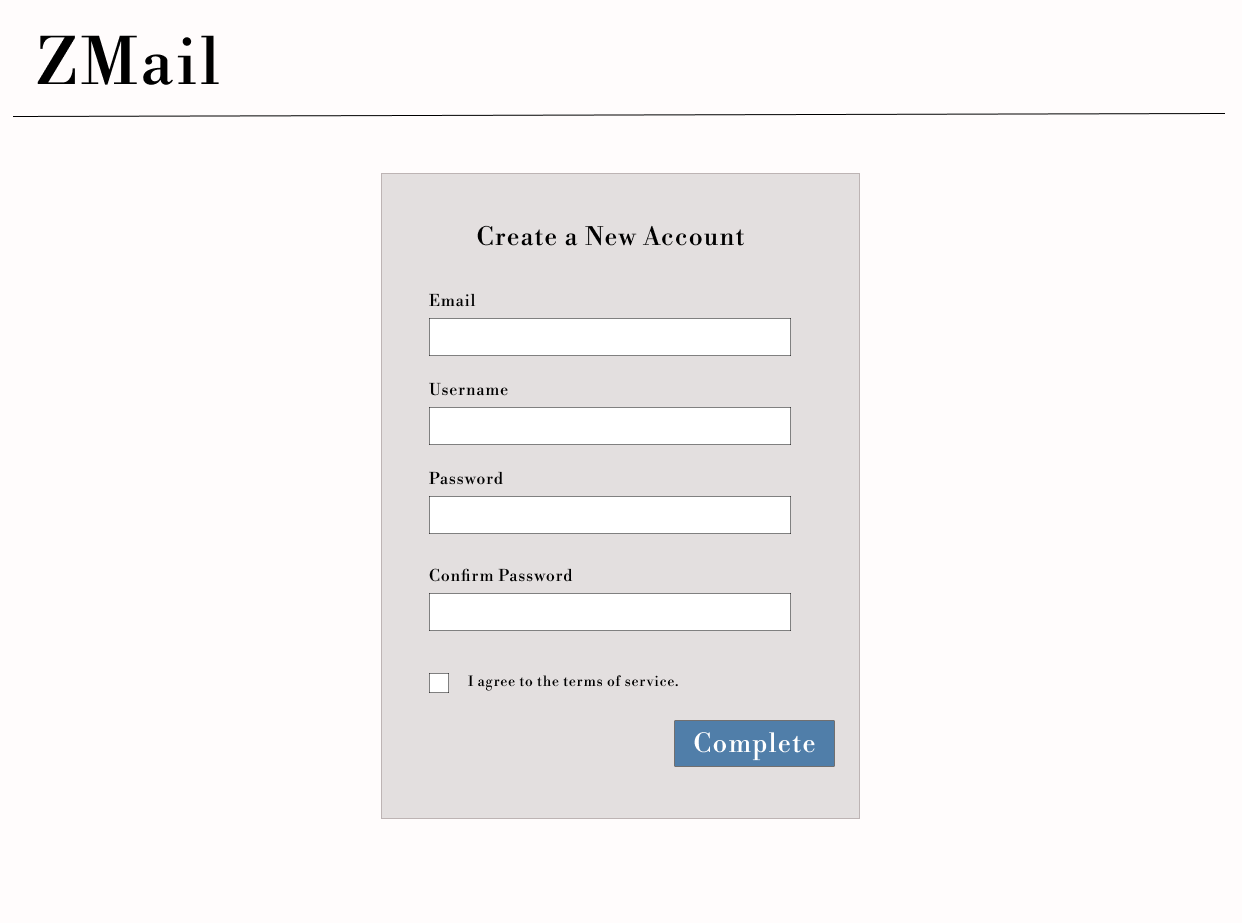 ZMail
Create a New Account
Email
Username
Password
Confirm Password
I agree to the terms of service.
Complete